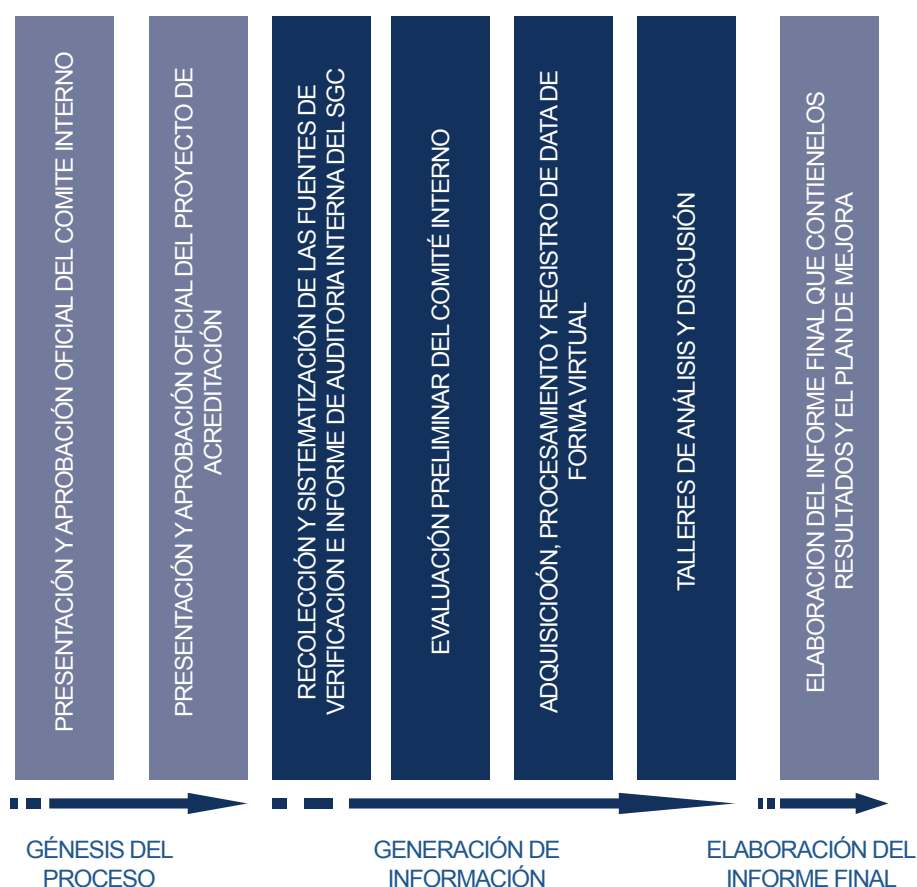 PRESENTACIÓN Y APROBACIÓN OFICIAL DEL COMITE INTERNO
PRESENTACIÓN Y APROBACIÓN OFICIAL DEL PROYECTO DE
ACREDITACIÓN
RECOLECCIÓN Y SISTEMATIZACIÓN DE LAS FUENTES DE
VERIFICACION E INFORME DE AUDITORIA INTERNA DEL SGC
EVALUACIÓN PRELIMINAR DEL COMITÉ INTERNO
ADQUISICIOÓN, PROCESAMIENTO Y REGISTRO DE DATA DE
FORMA VIRTUAL
TALLERES DE ANÁLISIS Y DISCUSIÓN
ELABORACION DEL INFORME FINAL QUE CONTIENELOS
RESULTADOS Y EL PLAN DE MEJORA
GÉNESIS DEL
PROCESO
GENERACIÓN DE
INFORMACIÓN
ELABORACIÓN DEL
INFORME FINAL